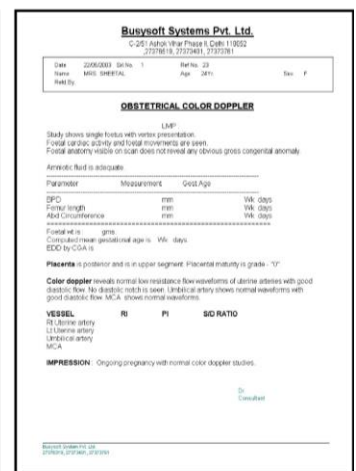 Busysoft Systems Pvt. Ltd.
C-2/51 Ashok Vihar Phase II, Delhi 110052
27376819, 27373401, 27373781
Date 22/06/2003 Srl No. 1 Ref No. 23
Name MRS. SHEETAL Age 24Yr. Sex F
Refd By.
OBSTETRICAL COLOR DOPPLER
LMP
Study shows single foetus with vertex presentation.
Foetal cardiac activity and foetal movements are seen.
Foetal anatomy visible on scan does not reveal any obvious gross congenital anomaly.
Amniotic fluid is adequate
Parameter Measurement Gest Age
BPD mm Wk days
Femur length mm Wk days
Abd Circumference mm Wk days
Foetal wt is : gms.
Computed mean gestational age is Wk days
EDD by CGA is
Placenta is posterior and is in upper segment. Placental maturity is grade - "0"
Color doppler reveals normal low resistance flow waveforms of uterine arteries with good
diastolic flow. No diastolic notch is seen. Umbilical artery shows normal waveforms with
good diastolic flow. MCA shows normal waveforms.
VESSEL RI PI S/D RATIO
Rt Uterine artery
Lt Uterine artery
Umbilical artery
MCA
IMPRESSION : Ongoing pregnancy with normal color doppler studies.
Dr
Consultant
Busysoft System Pvt. Ltd